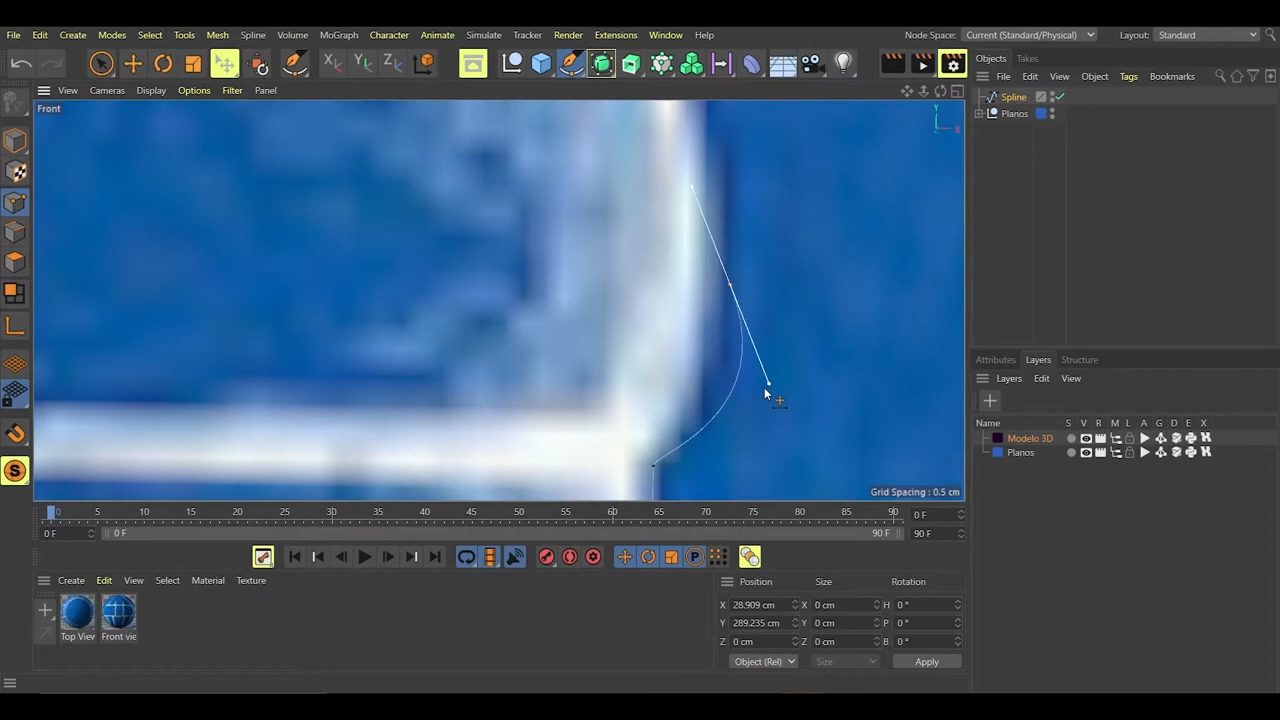 File Edit Create Modes Select Tools Mesh Spline Volume MoGraph Character Animate Simulate Tracker Render Extensions Window Help Node Space: Current (Standard/Physical) Layout: Standard
X Y Z
Objects Takes
File Edit View Object Tags Bookmarks
View Cameras Display Options Filter Panel
Spline
Planos
Front
Y
X
Attributes Layers Structure
Layers Edit View
Name S V R M L A G D E X
Modelo 3D
Planos
Grid Spacing : 0.5 cm
0 5 10 15 20 25 30 35 40 45 50 55 60 65 70 75 80 85 90 0 F
0 F 0 F 90 F 90 F
P
Create Edit View Select Material Texture
Position Size Rotation
X 28.909 cm X 0 cm H 0 °
Y 289.235 cm Y 0 cm P 0 °
Z 0 cm Z 0 cm B 0 °
Top View Front vie
Object (Rel) Size Apply